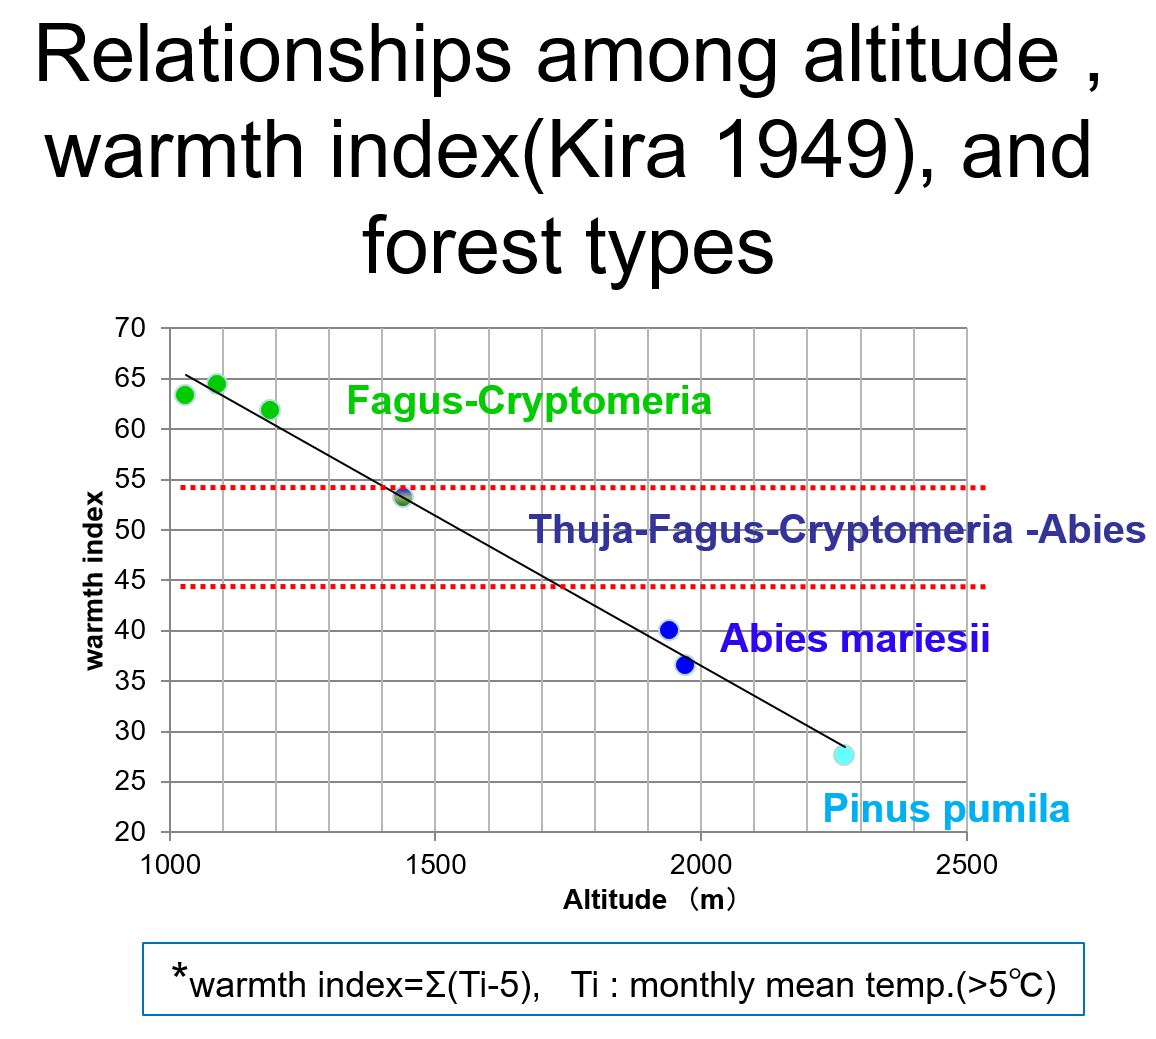 Relationships among altitude ,
warmth index(Kira 1949), and
forest types
70
65
60
55
50
45
40
35
30
25
20
warmth index
Fagus-Cryptomeria
Thuja-Fagus-Cryptomeria -Abies
Abies mariesii
Pinus pumila
1000 1500 2000 2500
Altitude （m）
*warmth index=Σ(Ti-5), Ti : monthly mean temp.(>5℃)